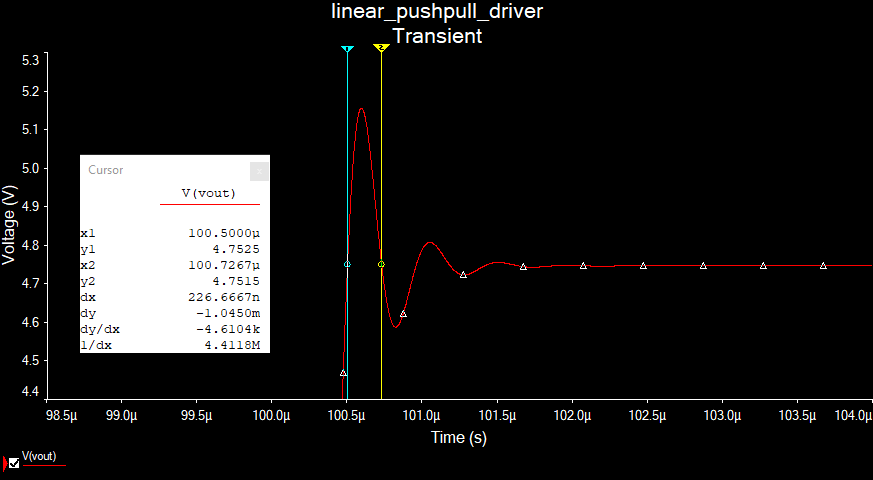 linear_pushpull_driver
Transient
5.3
5.2
5.1
5.0
4.9
4.8
4.7
4.6
4.5
4.4
Voltage (V)
1
2
Cursor
x
V(vout)
x1 100.5000µ
y1 4.7525
x2 100.7267µ
y2 4.7515
dx 226.6667n
dy -1.0450m
dy/dx -4.6104k
1/dx 4.4118M
98.5µ 99.0µ 99.5µ 100.0µ 100.5µ 101.0µ 101.5µ 102.0µ 102.5µ 103.0µ 103.5µ 104.0µ
Time (s)
V(vout)